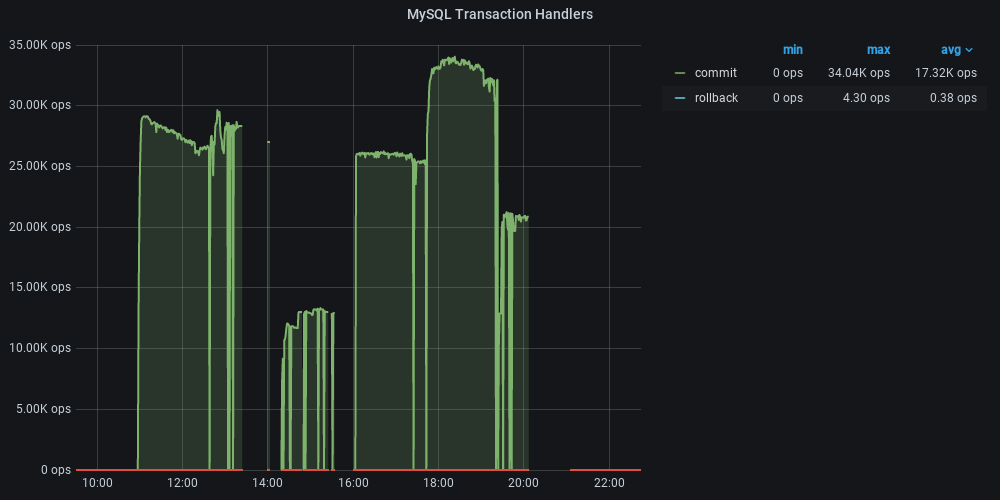 MySQL Transaction Handlers
35.00K ops
30.00K ops
25.00K ops
20.00K ops
15.00K ops
10.00K ops
5.00K ops
0 ops
10:00 12:00 14:00 16:00 18:00 20:00 22:00
min max avg
commit 0 ops 34.04K ops 17.32K ops
rollback 0 ops 4.30 ops 0.38 ops